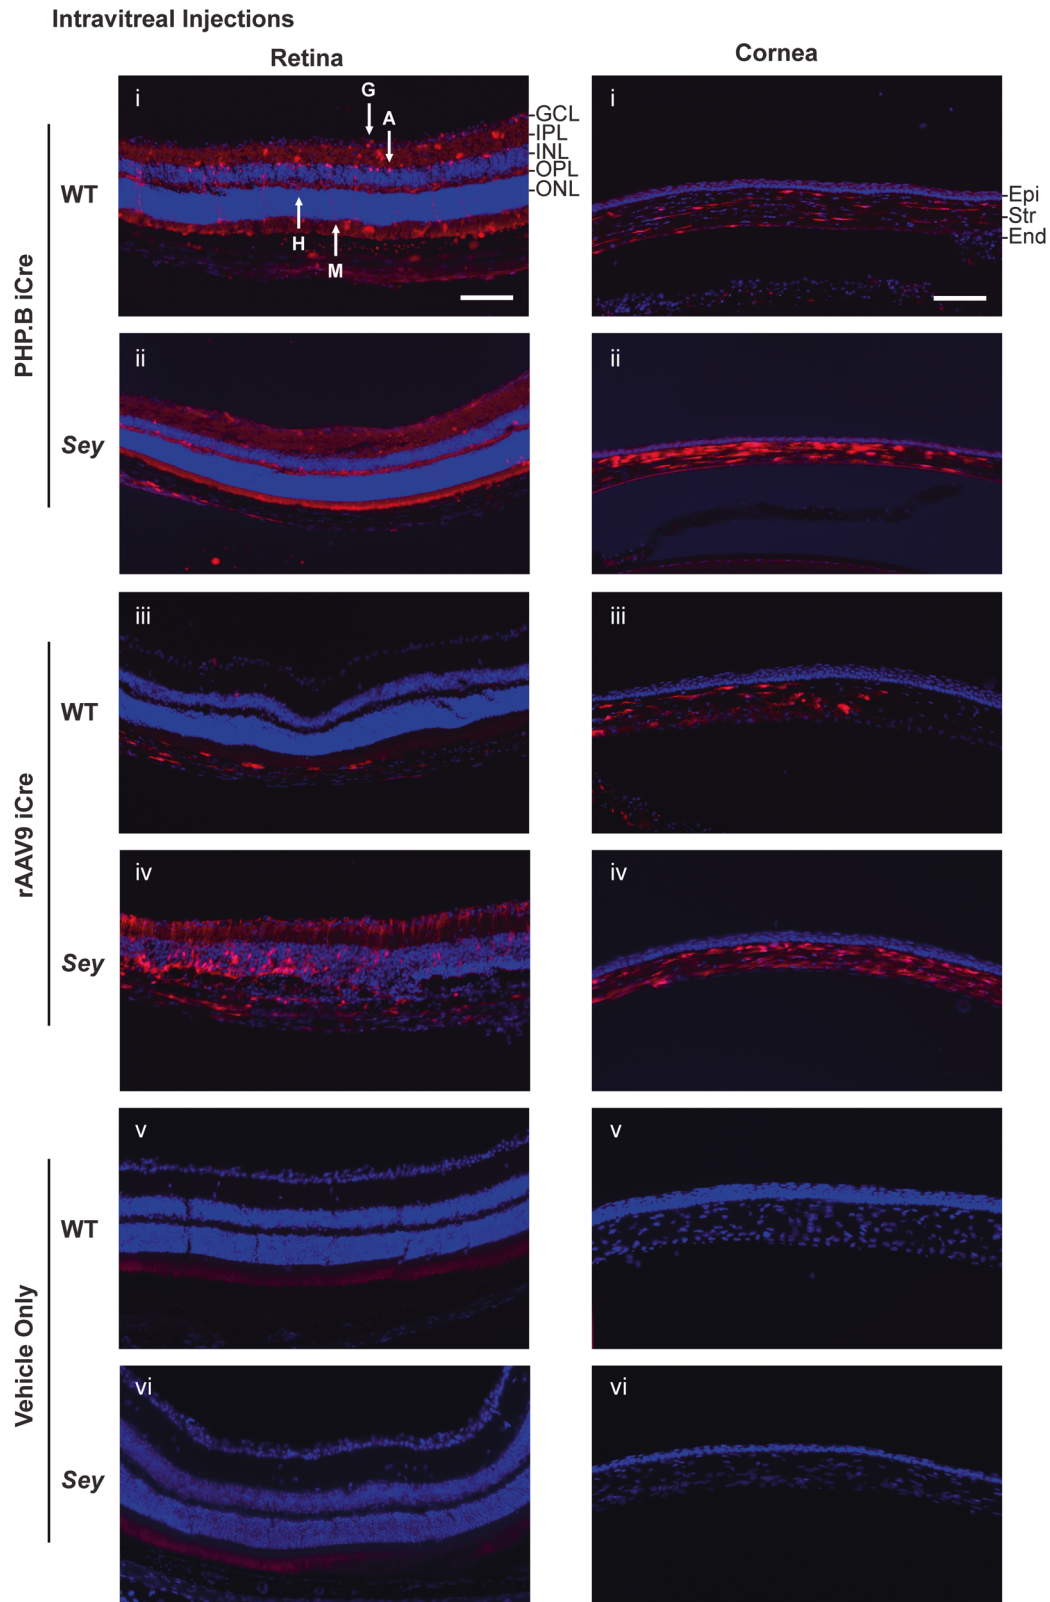 Intravitreal Injections
Retina
Cornea
PHP.B iCre
WT
i
G
A
H
M
GCL
IPL
INL
OPL
ONL
i
Epi
Str
End
Sey
ii
ii
rAAV9 iCre
WT
iii
iii
Sey
iv
iv
Vehicle Only
WT
v
v
Sey
vi
vi